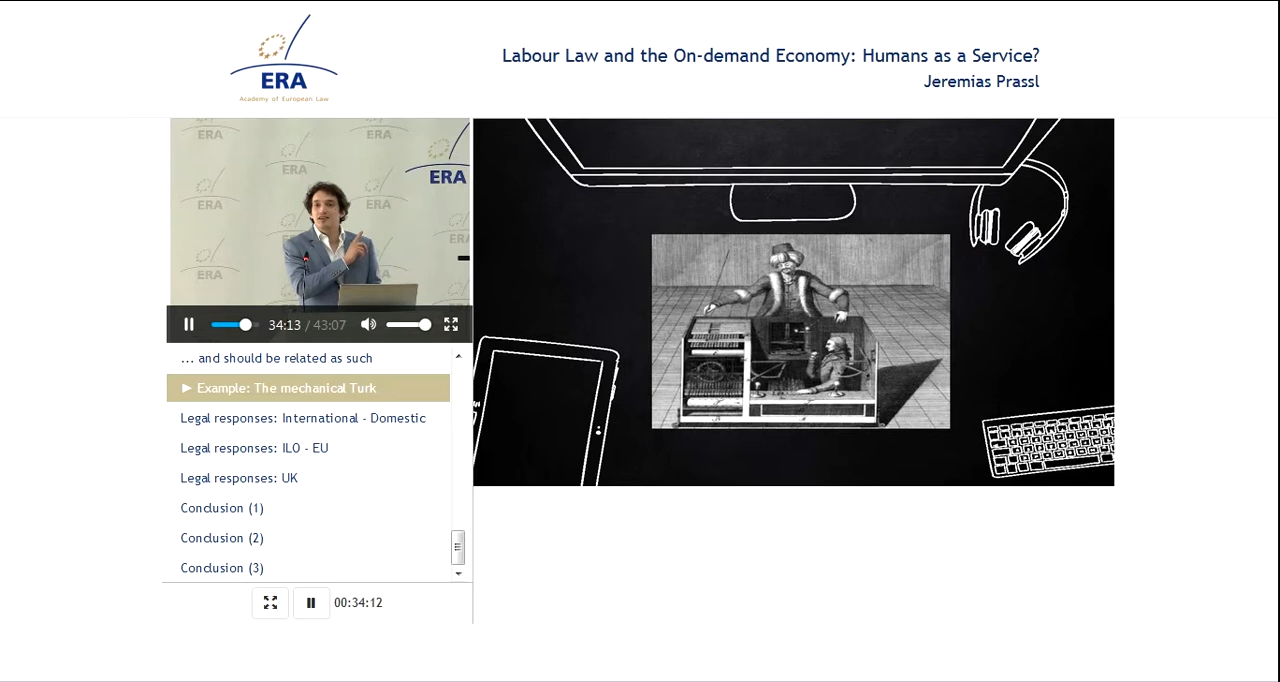 Labour Law and the On-demand Economy: Humans as a Service?
Jeremias Prassl
ERA
Academy of European Law
ERA
ERA
ERA
ERA
ERA
ERA
ERA
ERA
34:13 / 43:07
... and should be related as such
► Example: The mechanical Turk
Legal responses: International - Domestic
Legal responses: ILO - EU
Legal responses: UK
Conclusion (1)
Conclusion (2)
Conclusion (3)
00:34:12